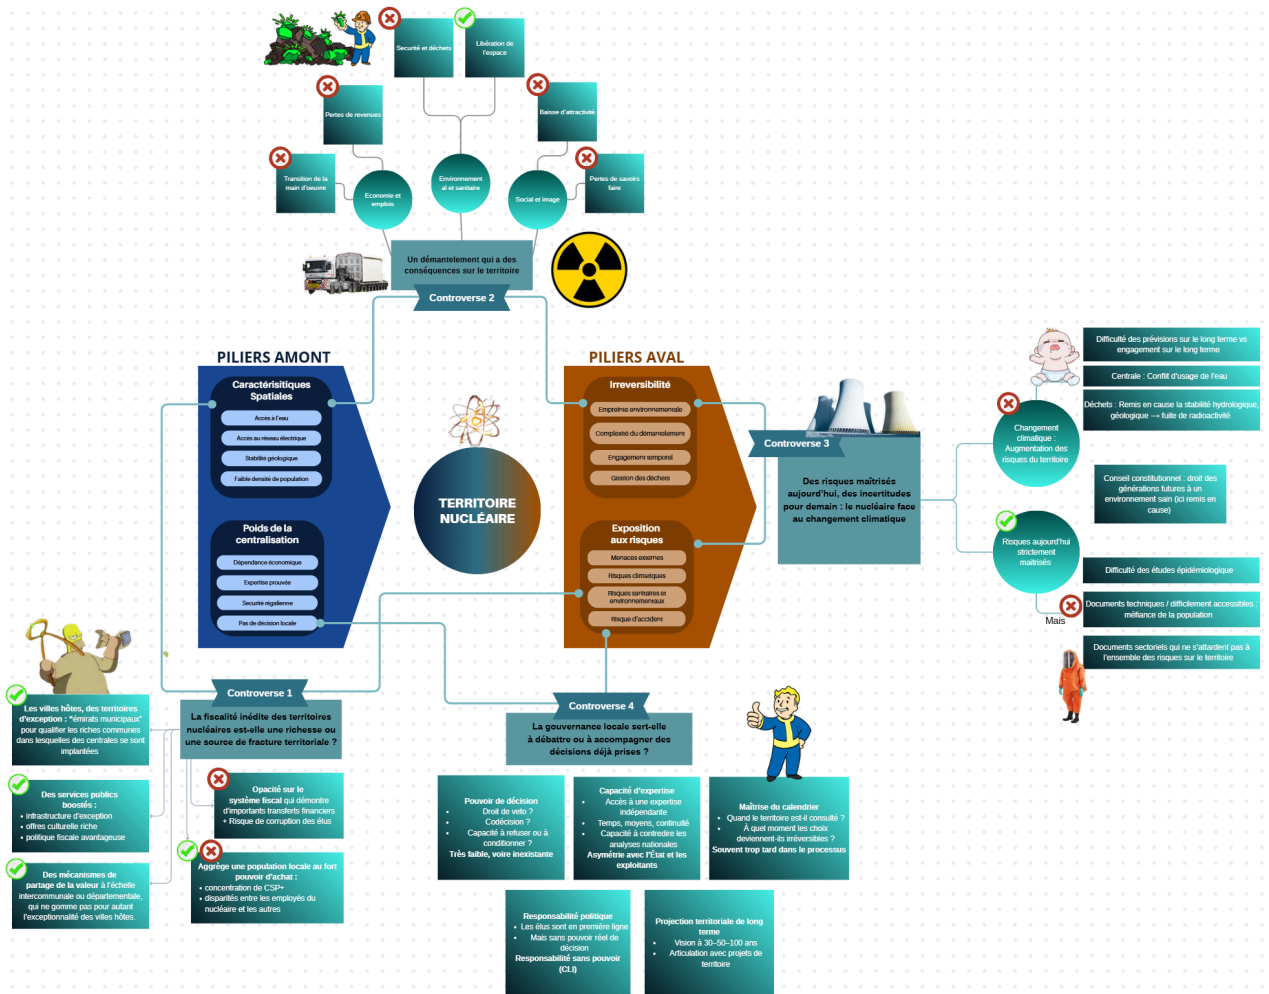 Securité et déchets
Libération de
l'espace
Pertes de revenues
Baisse d'attractivité
Transition de la
main d'oeuvre
Economie et
emplois
Environnement
al et sanitaire
Social et image
Pertes de savoirs
faire
Un démantelement qui a des
conséquences sur le territoire
Controverse 2
PILIERS AMONT
Caractérisitiques
Spatiales
Accès à l'eau
Accès au réseau électrique
Stabilité géologique
Faible densité de population
Poids de la
centralisation
Dépendance économique
Expertise prouvée
Securité régalienne
Pas de décision locale
TERRITOIRE
NUCLÉAIRE
PILIERS AVAL
Irreversibilité
Empreinte environnementale
Complexité du démantelement
Engagement temporel
Gestion des déchets
Exposition
aux risques
Menaces externes
Risques climatiques
Risques sanitaires et
environnementaux
Risque d'accident
Controverse 3
Des risques maîtrisés
aujourd'hui, des incertitudes
pour demain : le nucléaire face
au changement climatique
Difficulté des prévisions sur le long terme vs
engagement sur le long terme
Centrale : Conflit d'usage de l'eau
Déchets : Remis en cause la stabilité hydrologique,
géologique → fuite de radioactivité
Changement
climatique :
Augmentation des
risques du territoire
Conseil constitutionnel : droit des
générations futures à un
environnement sain (ici remis en
cause)
Risques aujourd'hui
strictement
maitrisés
Mais
Difficulté des études épidémiologique
Documents techniques / difficilement accessibles :
méfiance de la population
Documents sectoriels qui ne s'attardent pas à
l'ensemble des risques sur le territoire
Controverse 1
La fiscalité inédite des territoires
nucléaires est-elle une richesse ou
une source de fracture territoriale ?
Les villes hôtes, des territoires
d'exception : "émirats municipaux"
pour qualifier les riches communes
dans lesquelles des centrales se sont
implantées
Des services publics
boostés :
• infrastructure d'exception
• offres culturelle riche
• politique fiscale avantageuse
Des mécanismes de
partage de la valeur à l'échelle
intercommunale ou départementale,
qui ne gomme pas pour autant
l'exceptionnalité des villes hôtes.
Opacité sur le
système fiscal qui démontre
d'importants transferts financiers
+ Risque de corruption des élus
Aggrège une population locale au fort
pouvoir d'achat :
• concentration de CSP+
• disparités entre les employés du
nucléaire et les autres
Controverse 4
La gouvernance locale sert-elle
à débattre ou à accompagner des
décisions déjà prises ?
Pouvoir de décision
• Droit de veto ?
• Codécision ?
• Capacité à refuser ou à
conditionner ?
Très faible, voire inexistante
Capacité d'expertise
• Accès à une expertise
indépendante
• Temps, moyens, continuité
• Capacité à contredire les
analyses nationales
Asymétrie avec l'État et les
exploitants
Maîtrise du calendrier
• Quand le territoire est-il consulté ?
• À quel moment les choix
deviennent-ils irréversibles ?
Souvent trop tard dans le processus
Responsabilité politique
• Les élus sont en première ligne
• Mais sans pouvoir réel de
décision
Responsabilité sans pouvoir
(CLI)
Projection territoriale de long
terme
• Vision à 30–50–100 ans
• Articulation avec projets de
territoire